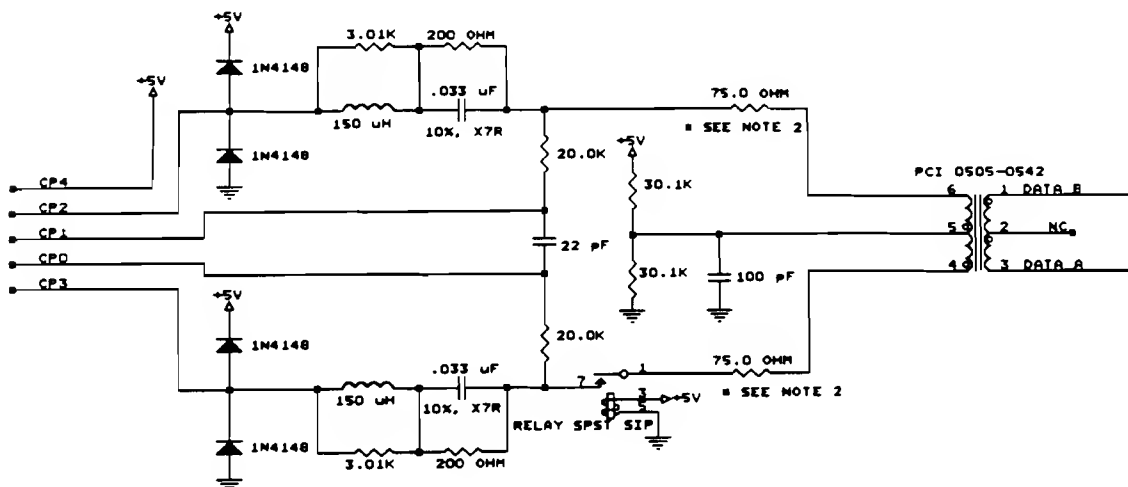 +5V
3.01K 200 OHM
1N4148
+5V
.033 uF
75.0 OHM
150 uH
10%, X7R
* SEE NOTE 2
1N4148
20.0K
+5V
PCI 0505-0542
CP4
30.1K
6 1 DATA B
CP2
CP1
22 pF
5 2 NC
CP0
30.1K
100 pF
4 3 DATA A
CP3
+5V
20.0K
1N4148
.033 uF
7 1
75.0 OHM
150 uH
10%, X7R
3 +5V
* SEE NOTE 2
5
RELAY SPST SIP
1N4148
3.01K 200 OHM